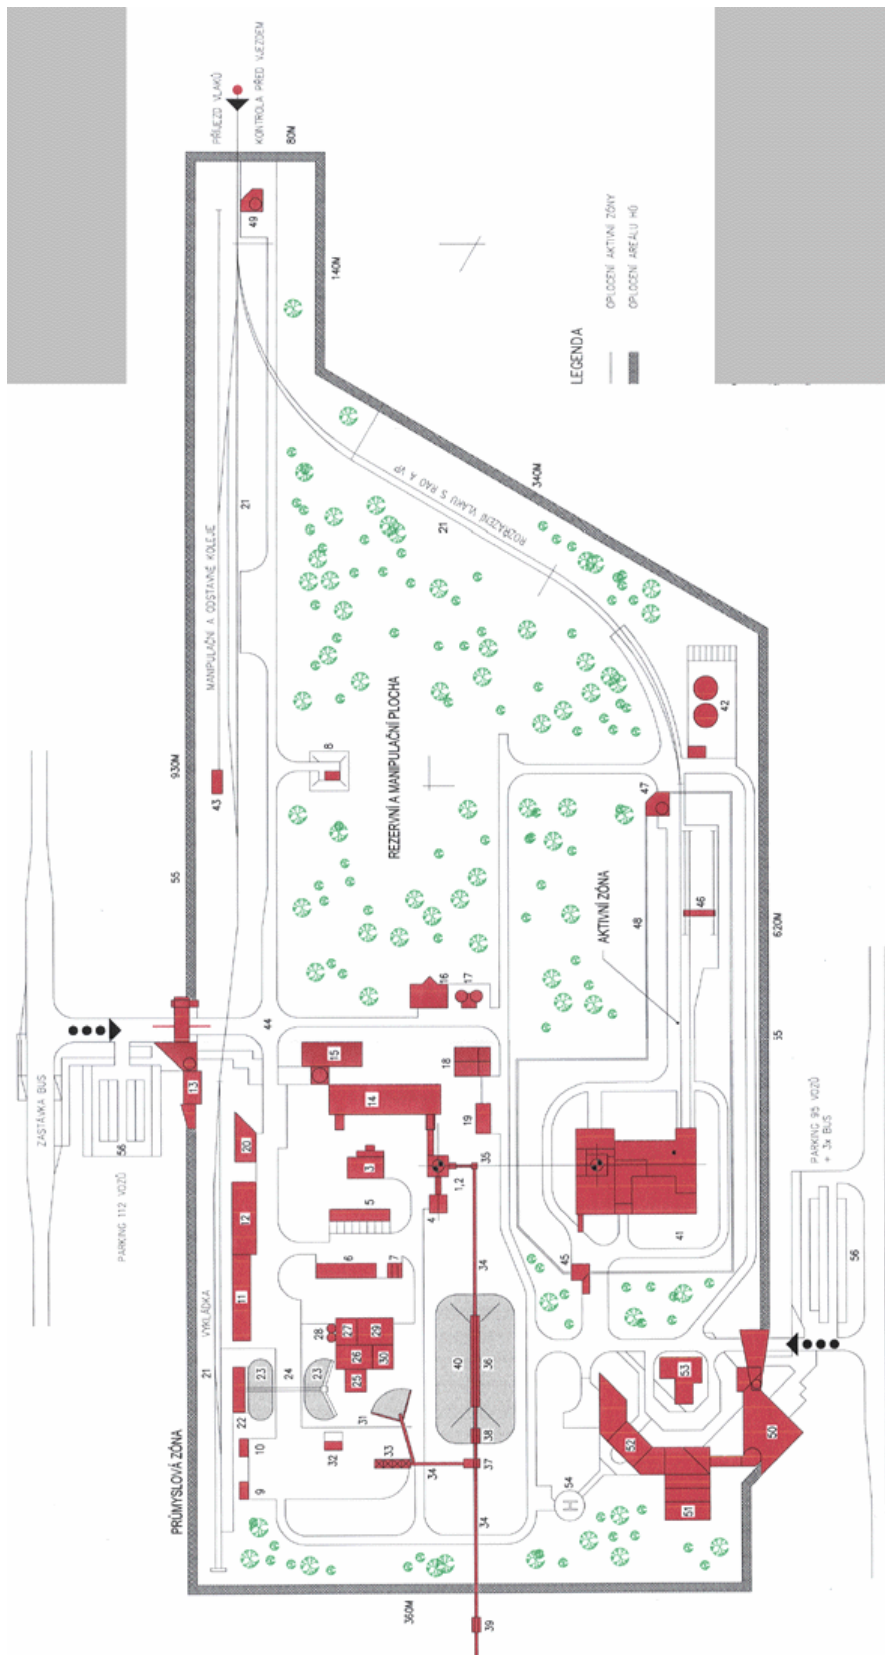 PŘÍJEZD VLAKŮ
KONTROLA PŘED VJEZDEM
80M
49
140M
LEGENDA
OPLOCENÍ AKTIVNÍ ZÓNY
OPLOCENÍ AREÁLU HÚ
MANIPULAČNÍ A ODSTAVNÉ KOLEJE
21
21
ROZŘAZENÍ VLAKU S RAO A VP
340M
930M
55
43
8
REZERVNÍ A MANIPULAČNÍ PLOCHA
42
47
48
46
AKTIVNÍ ZÓNA
620M
55
16
17
44
ZASTÁVKA BUS
56
PARKING 112 VOZŮ
13
15
18
14
19
20
3
35
1,2
4
5
12
11
6
7
34
41
45
PARKING 95 VOZŮ
+ 3x BUS
56
VYKLÁDKA
21
28
27
29
26
30
25
40
36
53
23
24
23
22
31
38
52
50
10
32
33
34
37
54
H
51
9
34
PRŮMYSLOVÁ ZÓNA
360M
39